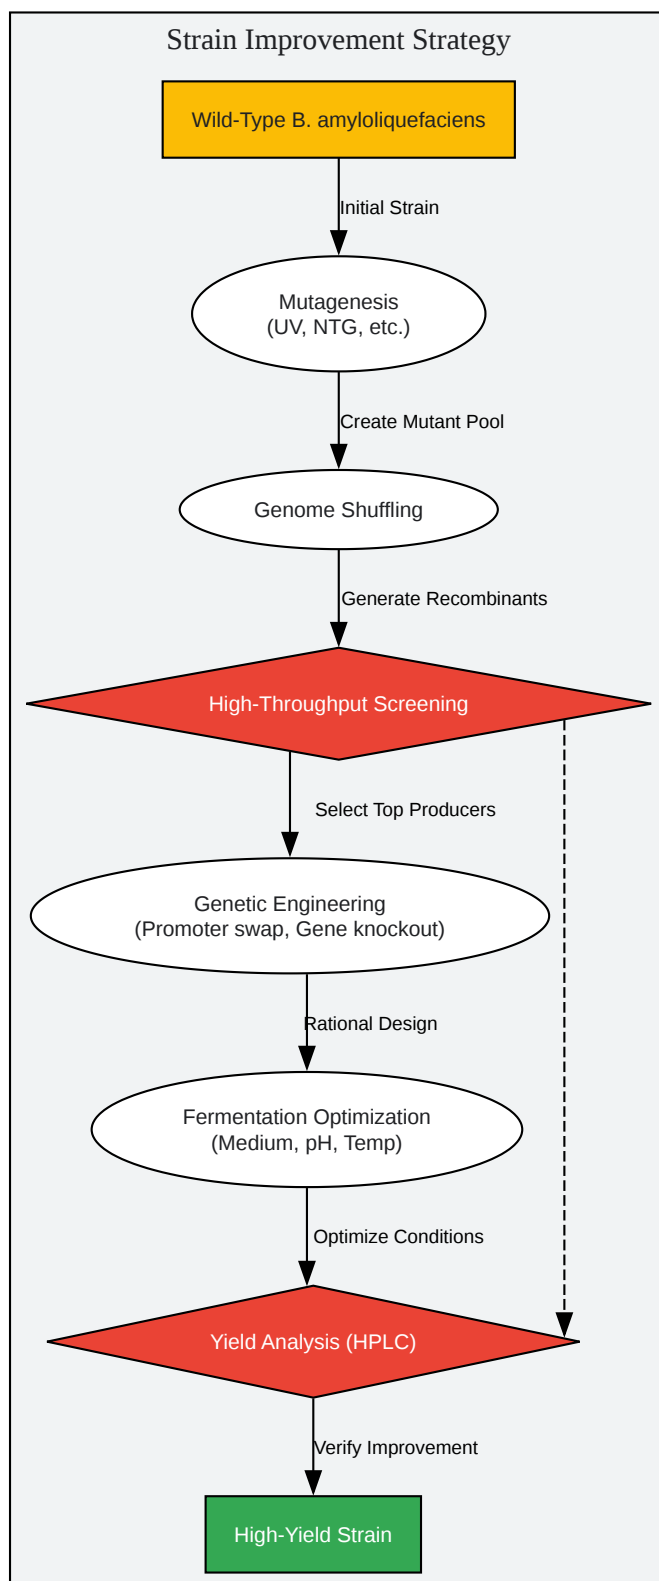 Strain Improvement Strategy
Wild-Type B. amyloliquefaciens
Initial Strain
Mutagenesis
(UV, NTG, etc.)
Create Mutant Pool
Genome Shuffling
Generate Recombinants
High-Throughput Screening
Select Top Producers
Genetic Engineering
(Promoter swap, Gene knockout)
Rational Design
Fermentation Optimization
(Medium, pH, Temp)
Optimize Conditions
Yield Analysis (HPLC)
Verify Improvement
High-Yield Strain